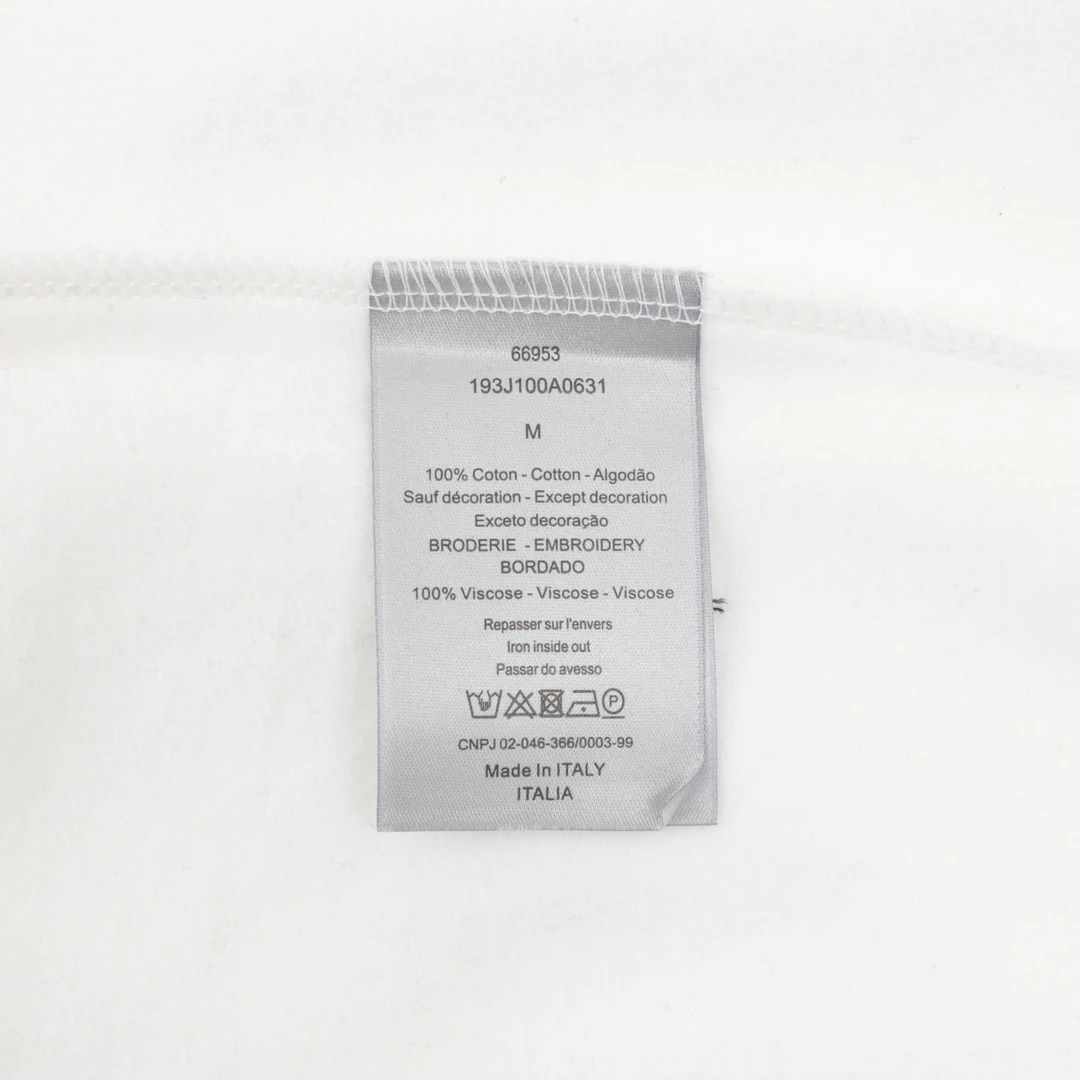 66953
193J100A0631
M
100% Coton - Cotton - Algodão
Sauf décoration - Except decoration
Exceto decoração
BRODERIE - EMBROIDERY
BORDADO
100% Viscose - Viscose - Viscose
Repasser sur l'envers
Iron inside out
Passar do avesso
P
CNPJ 02-046-366/0003-99
Made In ITALY
ITALIA